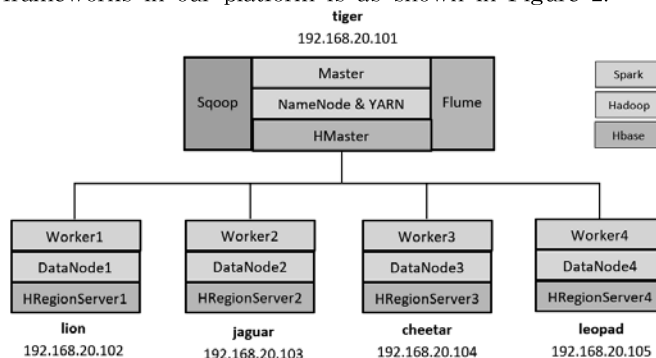 frameworks in our platform is as shown in Figure 2.
tiger
192.168.20.101
Sqoop
Master
NameNode & YARN
HMaster
Flume
Spark
Hadoop
Hbase
Worker1
DataNode1
HRegionServer1
lion
192.168.20.102
Worker2
DataNode2
HRegionServer2
jaguar
192.168.20.103
Worker3
DataNode3
HRegionServer3
cheetar
192.168.20.104
Worker4
DataNode4
HRegionServer4
leopad
192.168.20.105